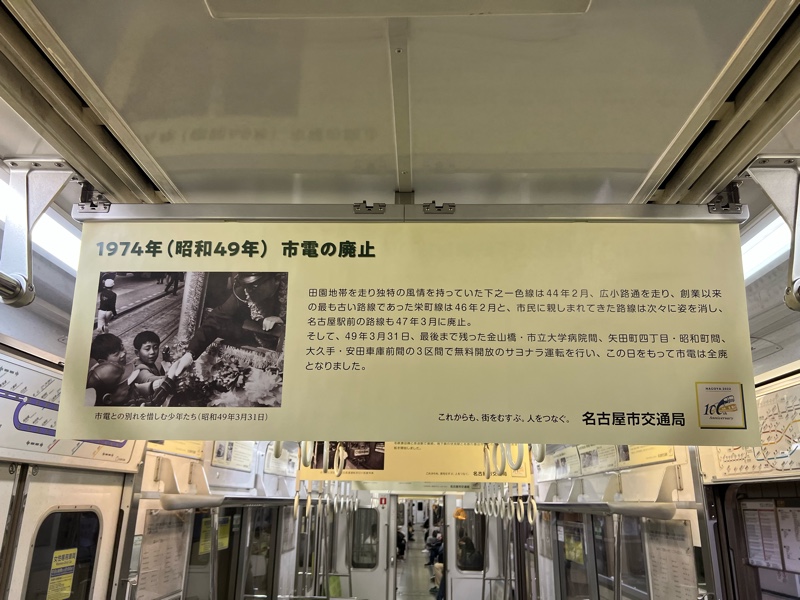 1974年(昭和49年) 市電の廃止
田園地帯を走り独特の風情を持っていた下之一色線は44年2月、広小路通を走り、創業以来
の最も古い路線であった栄町線は46年2月と、市民に親しまれてきた路線は次々に姿を消し、
名古屋駅前の路線も47年3月に廃止。
そして、49年3月31日、最後まで残った金山橋・市立大学病院間、矢田町四丁目・昭和町間、
大久手・安田車庫前間の3区間で無料開放のサヨナラ運転を行い、この日をもって市電は全廃
となりました。
市電との別れを惜しむ少年たち(昭和49年3月31日)
これからも、街をむすぶ。人をつなぐ。 名古屋市交通局
100